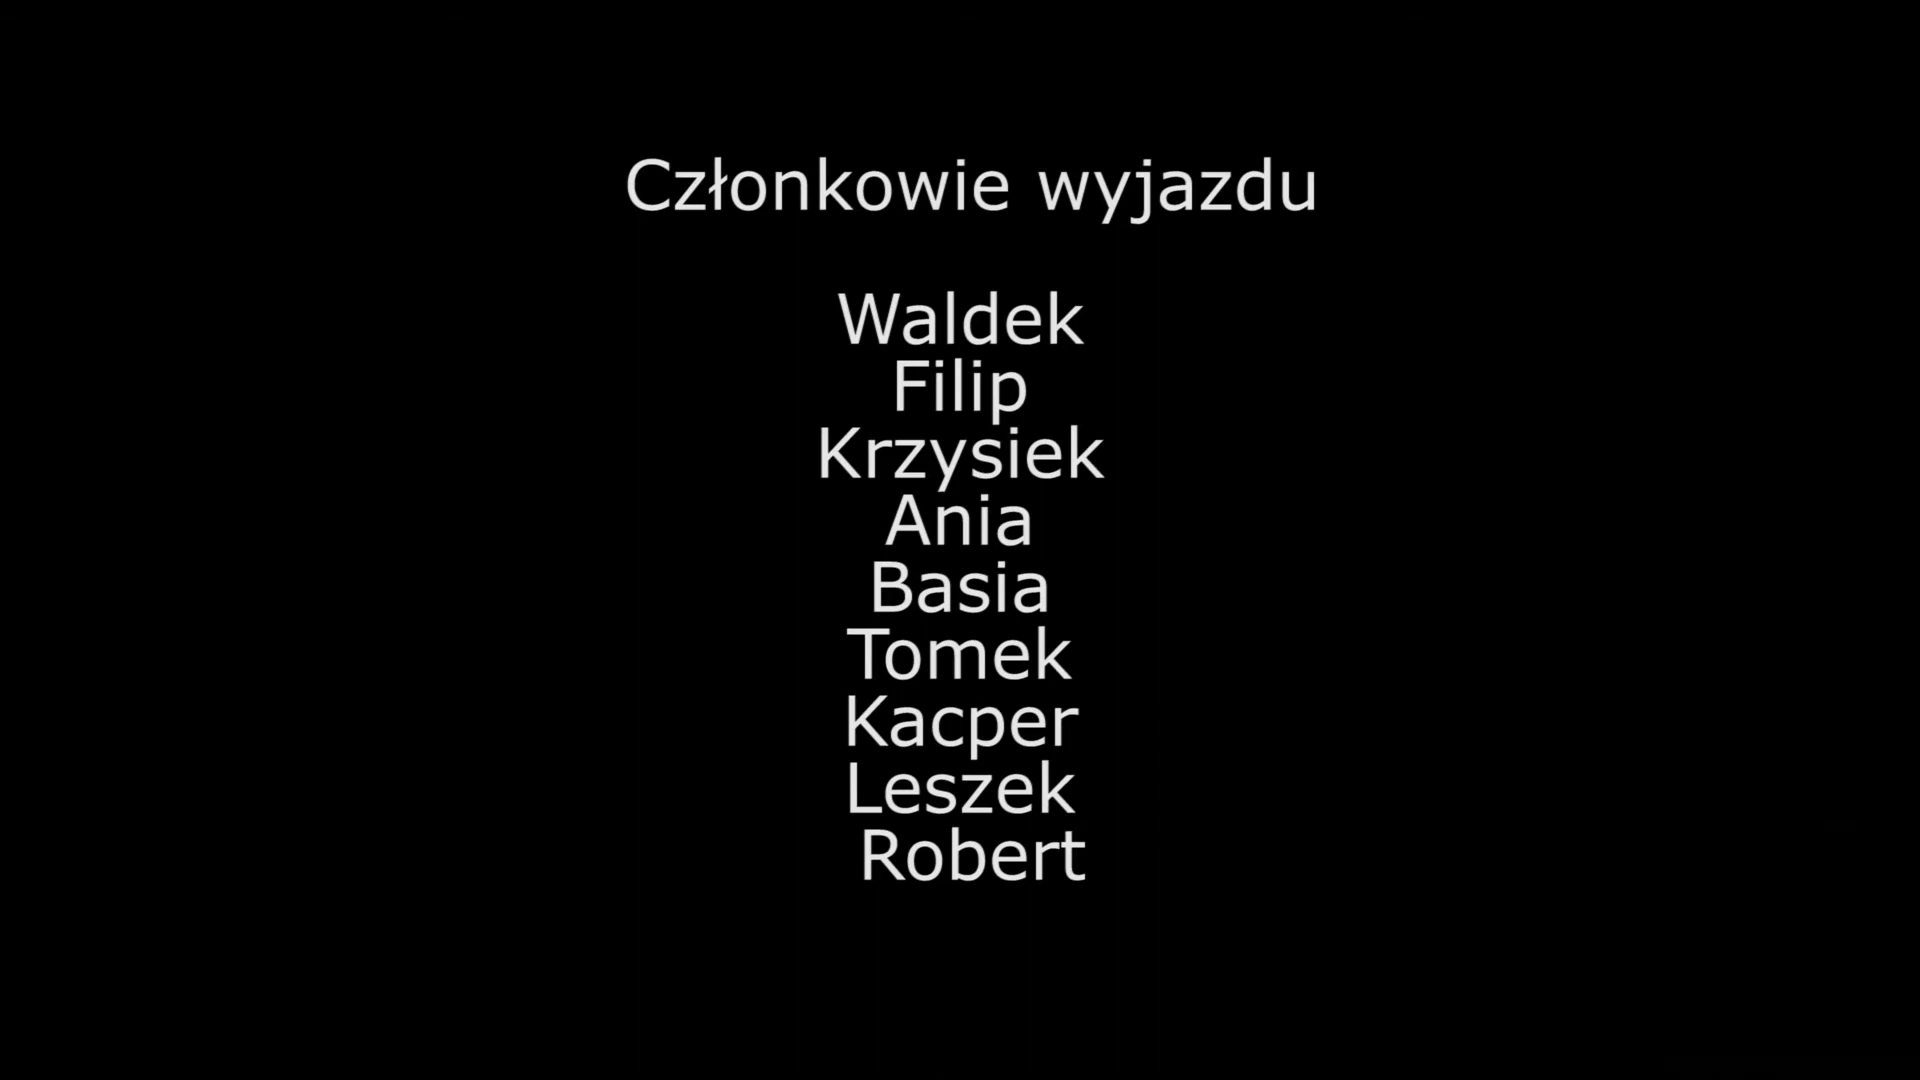 Członkowie wyjazdu
Waldek
Filip
Krzysiek
Ania
Basia
Tomek
Kacper
Leszek
Robert